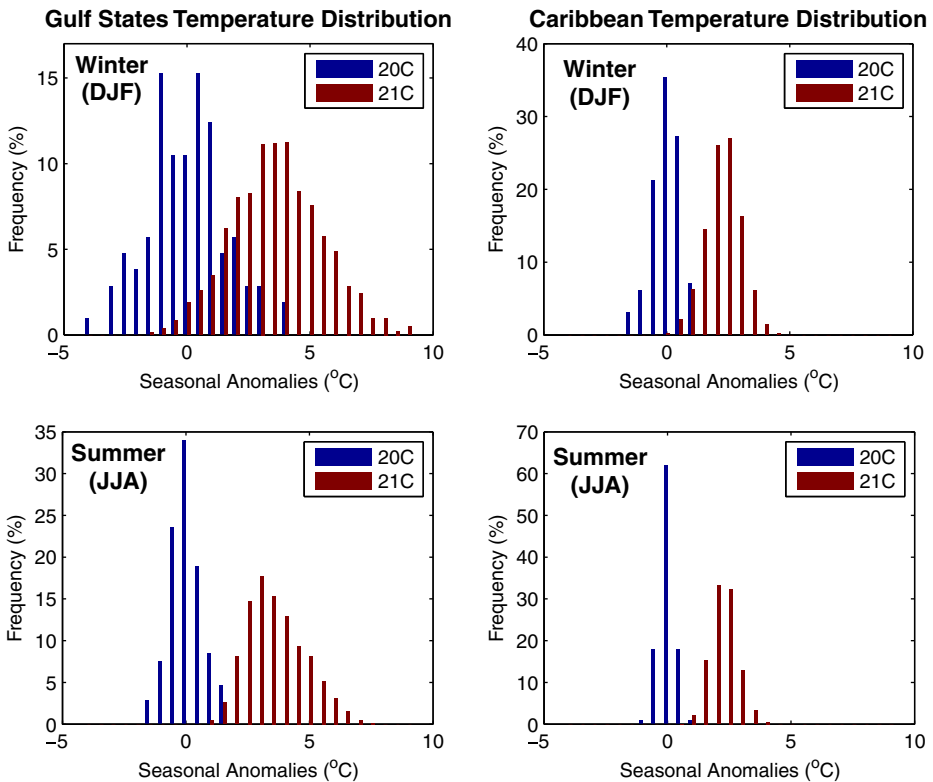 Gulf States Temperature Distribution
Winter
(DJF)
20C
21C
Frequency (%)
15
10
5
0
−5
0
5
10
Seasonal Anomalies (°C)
Caribbean Temperature Distribution
Winter
(DJF)
20C
21C
Frequency (%)
40
30
20
10
0
−5
0
5
10
Seasonal Anomalies (°C)
Summer
(JJA)
20C
21C
Frequency (%)
35
30
25
20
15
10
5
0
−5
0
5
10
Seasonal Anomalies (°C)
Summer
(JJA)
20C
21C
Frequency (%)
70
60
50
40
30
20
10
0
−5
0
5
10
Seasonal Anomalies (°C)